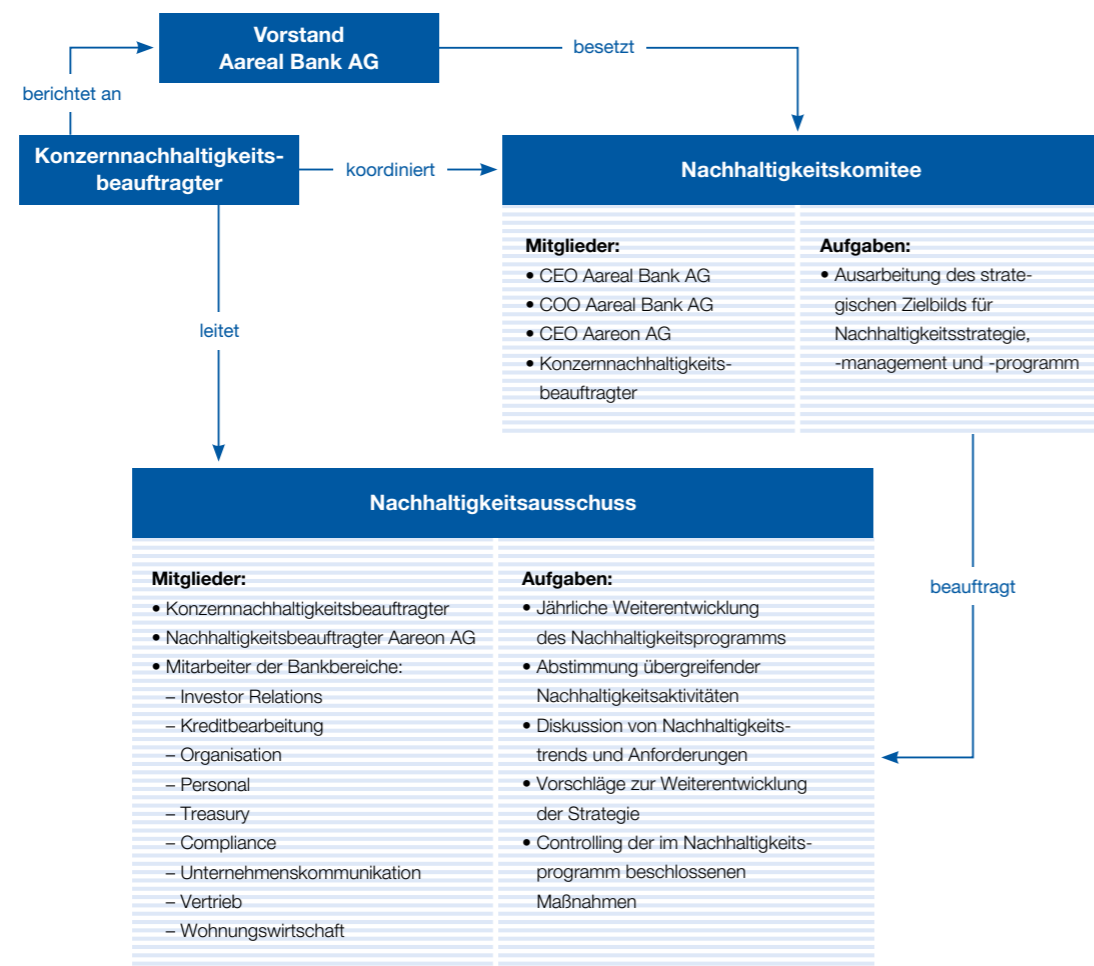 Vorstand
Aareal Bank AG
besetzt
berichtet an
Konzernnachhaltigkeits-
beauftragter
koordiniert
Nachhaltigkeitskomitee
Mitglieder:
• CEO Aareal Bank AG
• COO Aareal Bank AG
• CEO Aareon AG
• Konzernnachhaltigkeits-
beauftragter
Aufgaben:
• Ausarbeitung des strate-
gischen Zielbilds für
Nachhaltigkeitsstrategie,
-management und -programm
leitet
beauftragt
Nachhaltigkeitsausschuss
Mitglieder:
• Konzernnachhaltigkeitsbeauftragter
• Nachhaltigkeitsbeauftragter Aareon AG
• Mitarbeiter der Bankbereiche:
– Investor Relations
– Kreditbearbeitung
– Organisation
– Personal
– Treasury
– Compliance
– Unternehmenskommunikation
– Vertrieb
– Wohnungswirtschaft
Aufgaben:
• Jährliche Weiterentwicklung
des Nachhaltigkeitsprogramms
• Abstimmung übergreifender
Nachhaltigkeitsaktivitäten
• Diskussion von Nachhaltigkeits-
trends und Anforderungen
• Vorschläge zur Weiterentwicklung
der Strategie
• Controlling der im Nachhaltigkeits-
programm beschlossenen
Maßnahmen